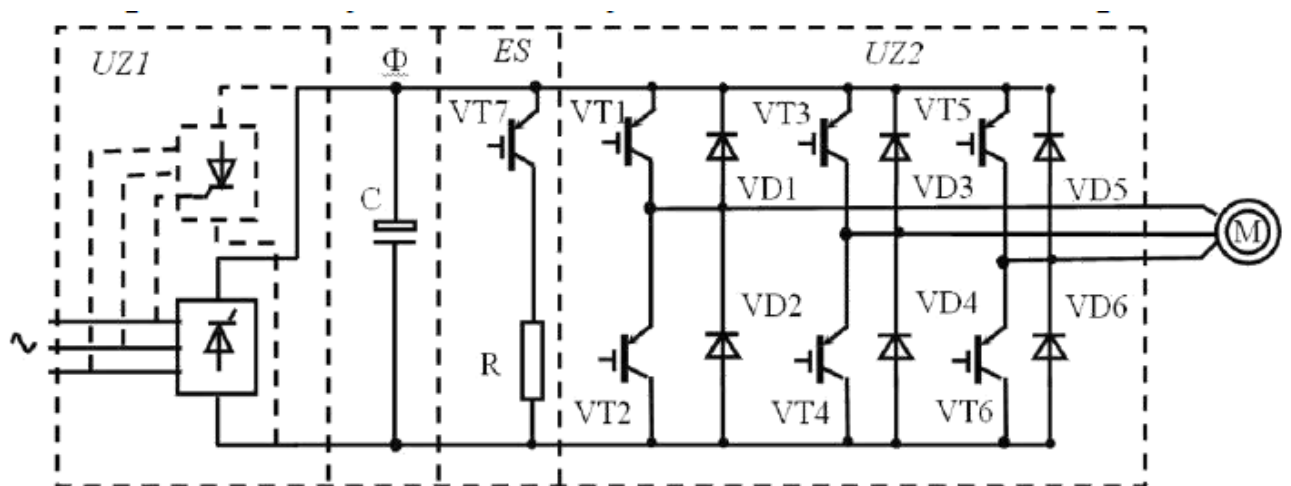 UZ1
Ф
ES
UZ2
VT7
VT1
VT3
VT5
C
VD1
VD3
VD5
M
~
R
VD2
VD4
VD6
VT2
VT4
VT6